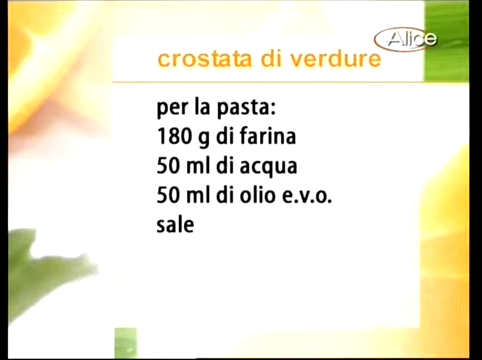 Alice
crostata di verdure
per la pasta:
180 g di farina
50 ml di acqua
50 ml di olio e.v.o.
sale